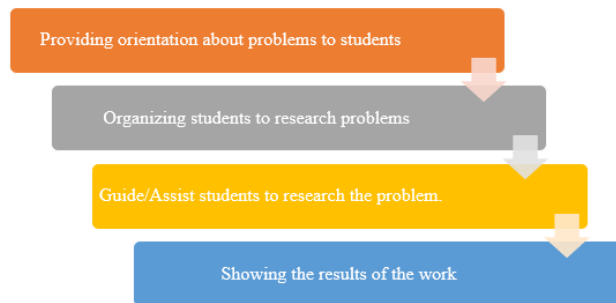 Providing orientation about problems to students
Organizing students to research problems
Guide/Assist students to research the problem.
Showing the results of the work